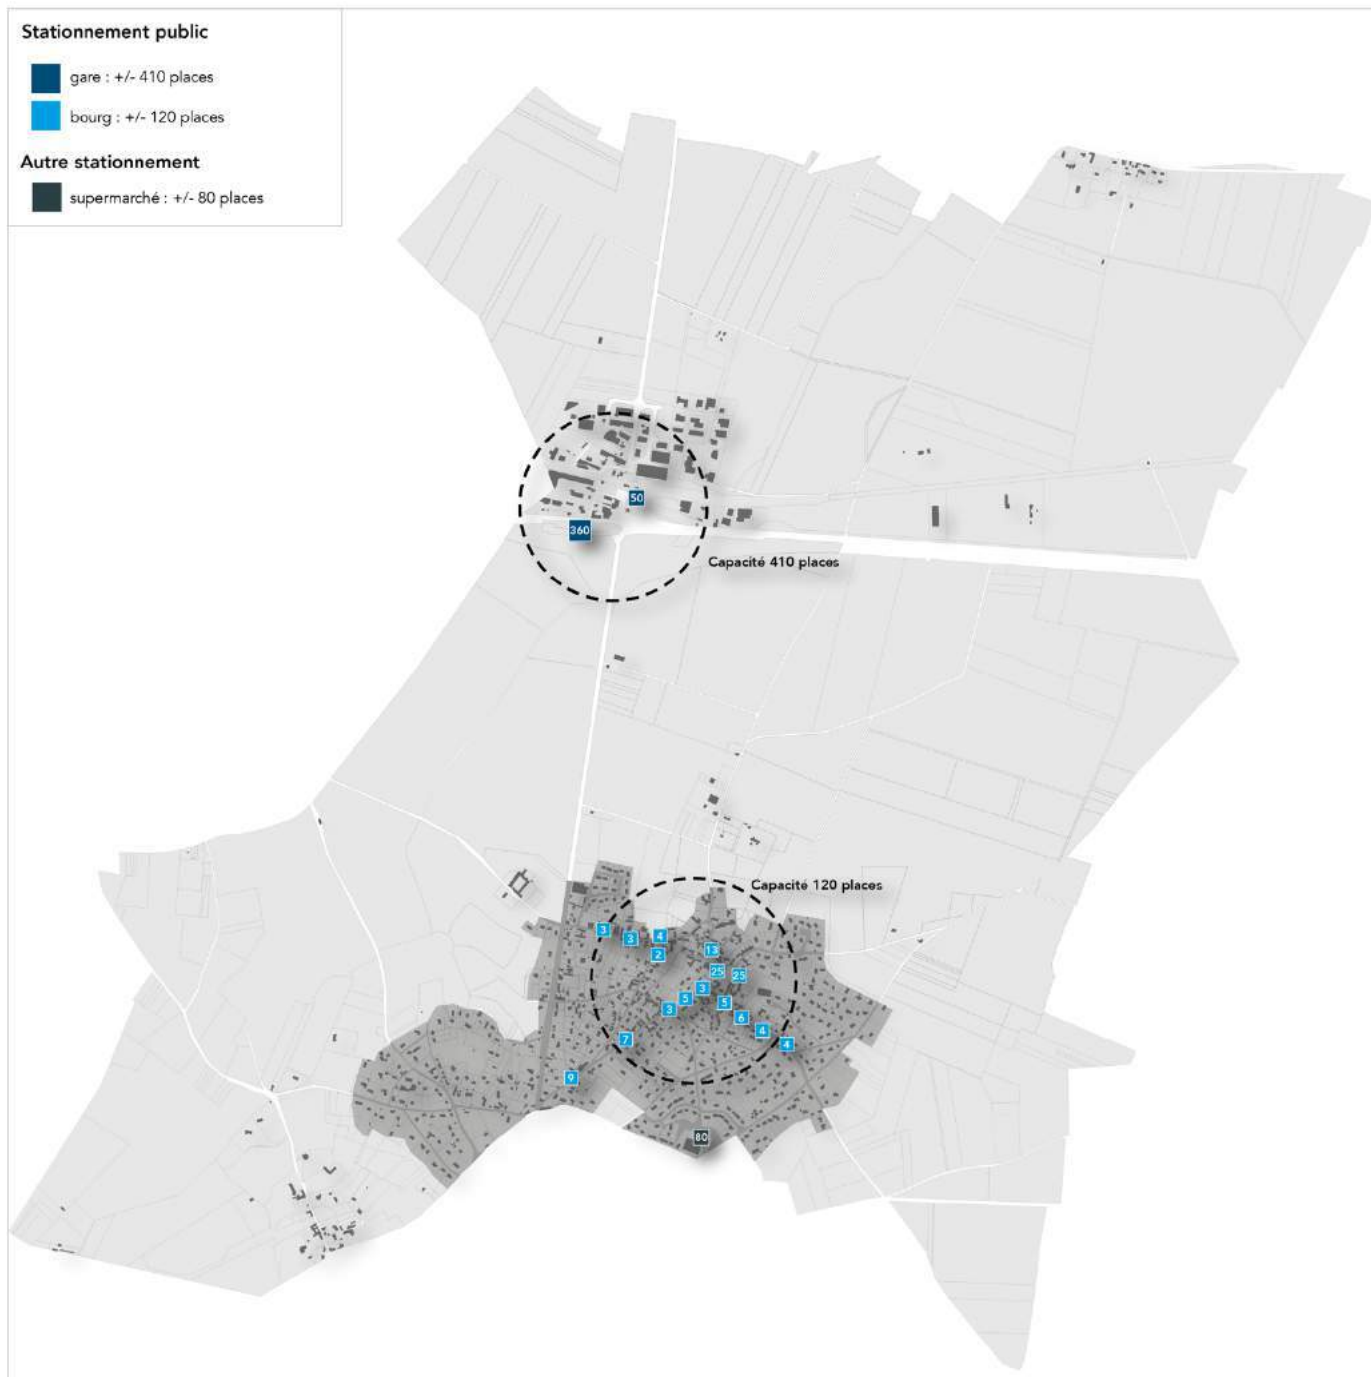 Stationnement public
gare : +/- 410 places
bourg : +/- 120 places
Autre stationnement
supermarché : +/- 80 places
50
360
Capacité 410 places
Capacité 120 places
3
3
4
2
13
25
25
3
5
5
3
6
4
7
4
9
80